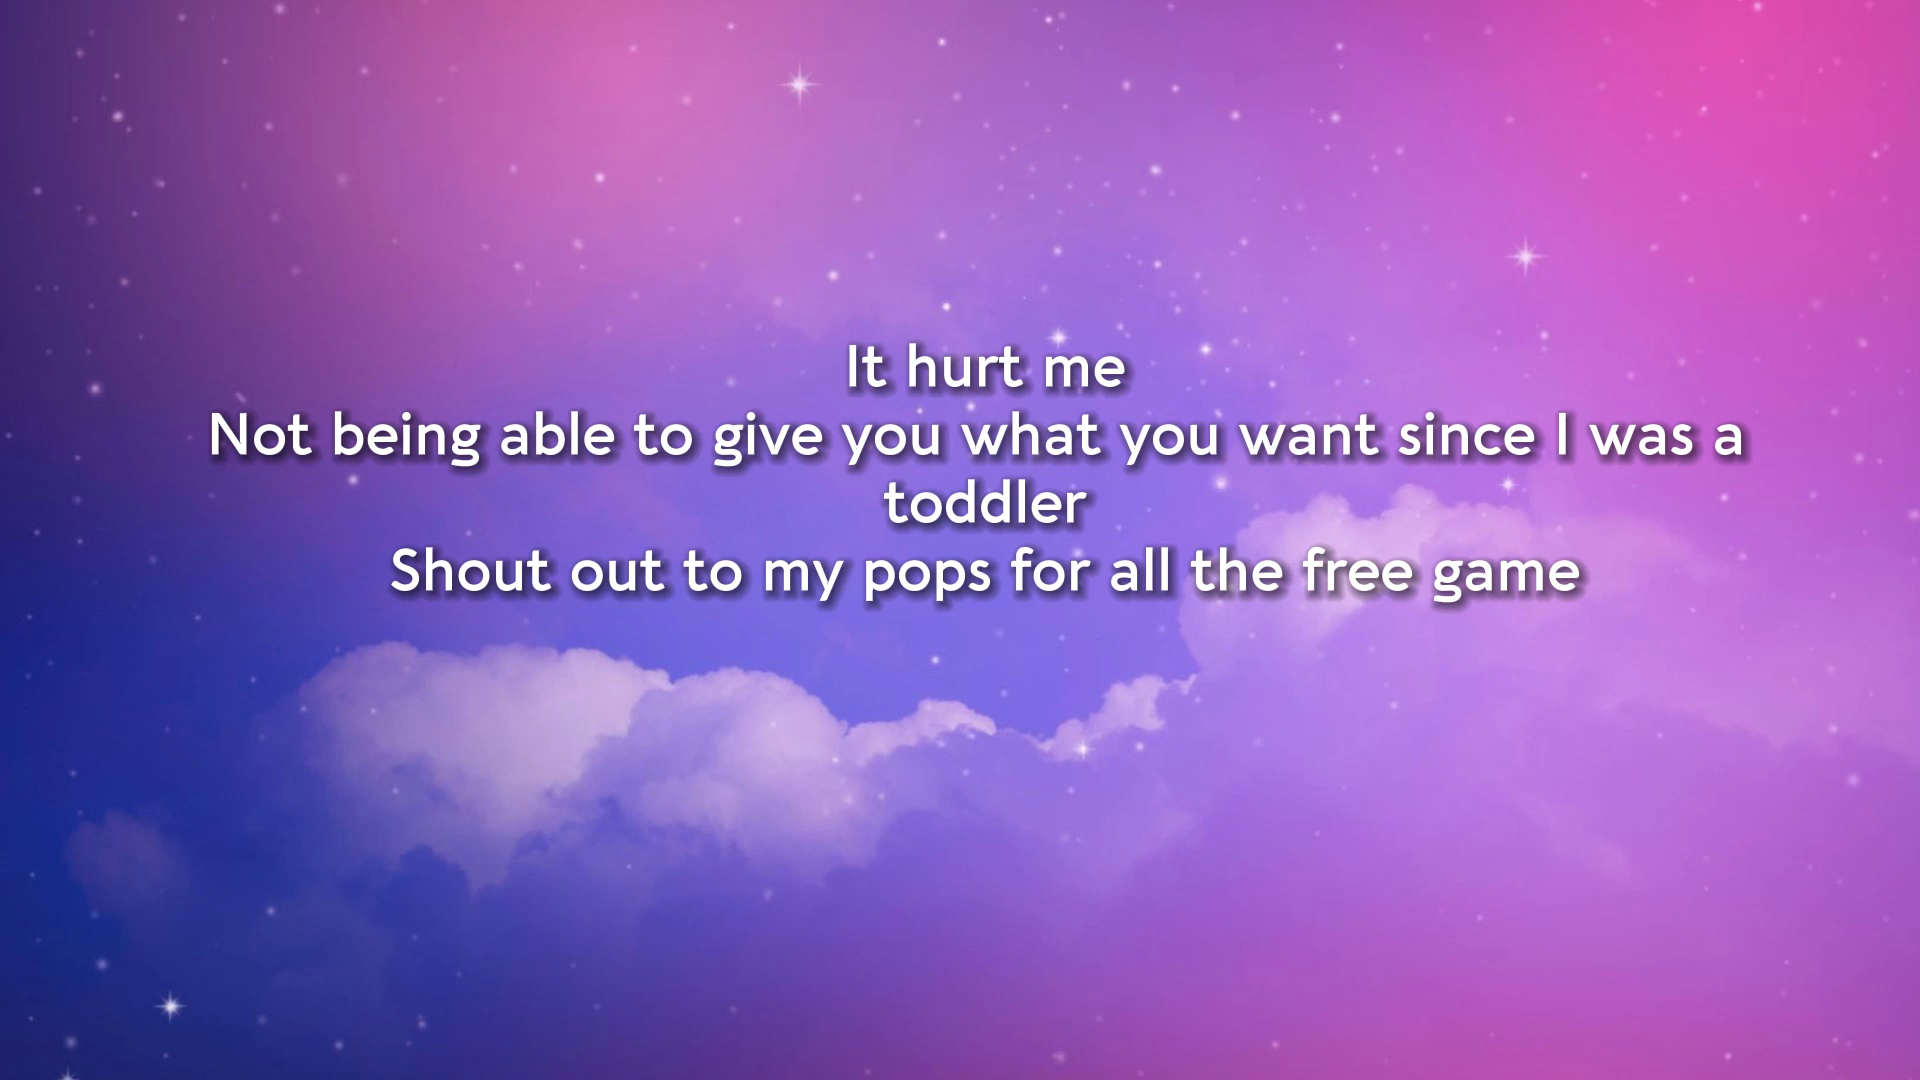 It hurt me
Not being able to give you what you want since I was a
toddler
Shout out to my pops for all the free game